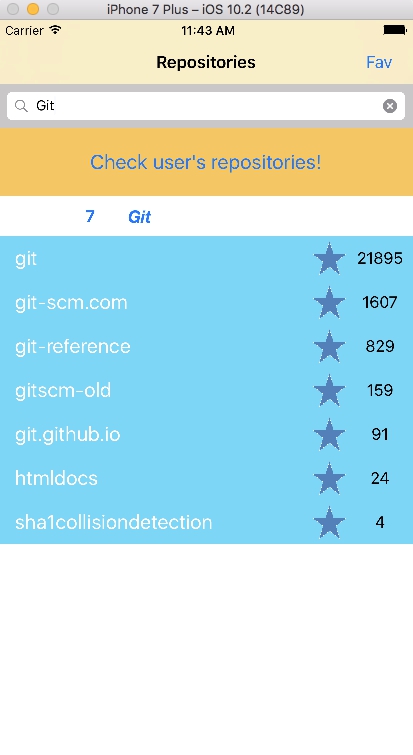 iPhone 7 Plus – iOS 10.2 (14C89)
Carrier 11:43 AM
Repositories Fav
Git
Check user's repositories!
7 Git
git 21895
git-scm.com 1607
git-reference 829
gitscm-old 159
git.github.io 91
htmldocs 24
sha1collisiondetection 4